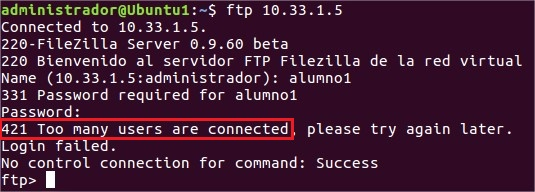 administrador@Ubuntu1:~$ ftp 10.33.1.5
Connected to 10.33.1.5.
220-FileZilla Server 0.9.60 beta
220 Bienvenido al servidor FTP Filezilla de la red virtual
Name (10.33.1.5:administrador): alumno1
331 Password required for alumno1
Password:
421 Too many users are connected, please try again later.
Login failed.
No control connection for command: Success
ftp>